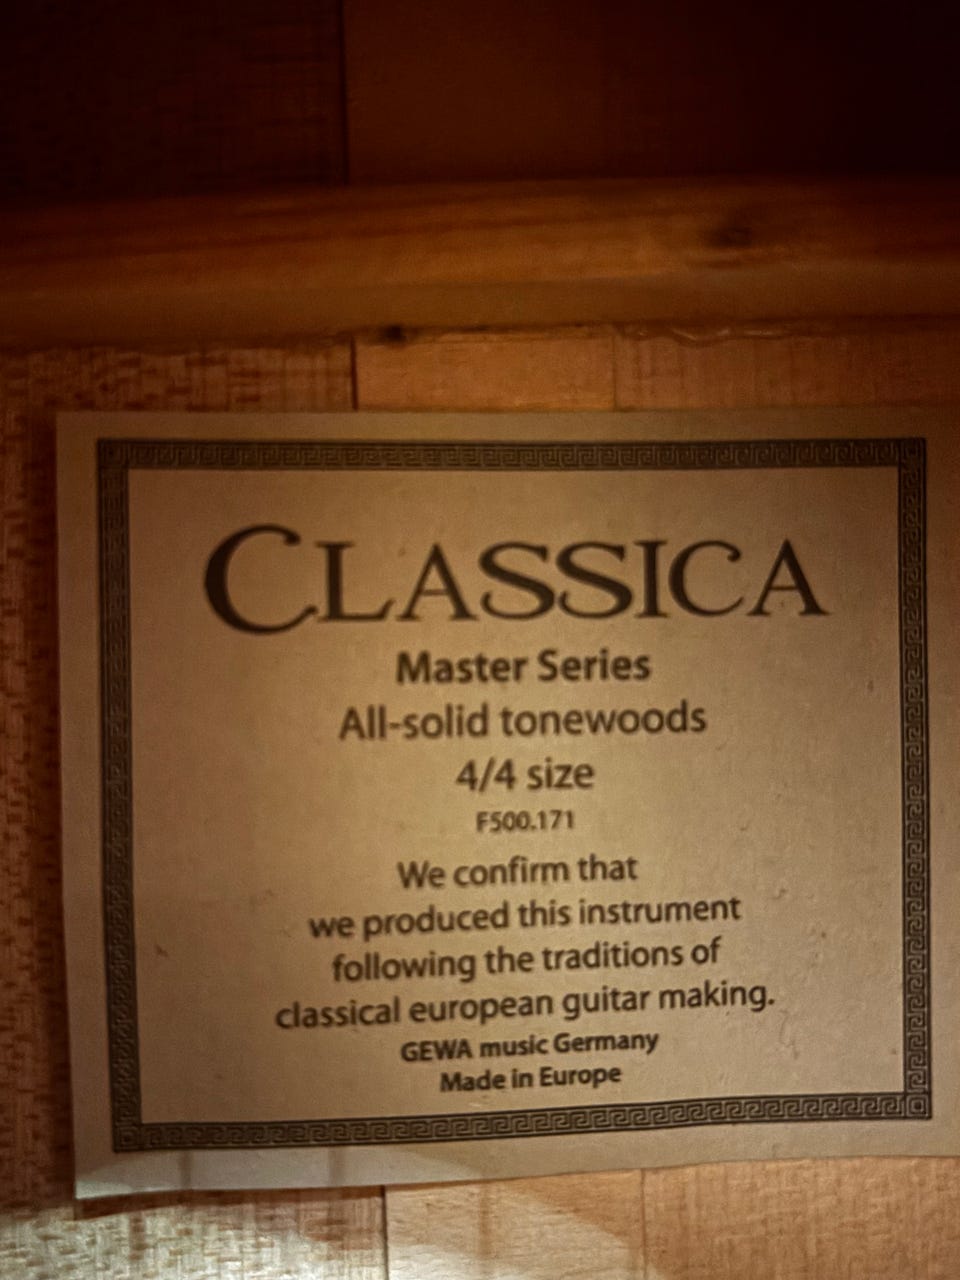 CLASSICA
Master Series
All-solid tonewoods
4/4 size
F500.171
We confirm that
we produced this instrument
following the traditions of
classical european guitar making.
GEWA music Germany
Made in Europe